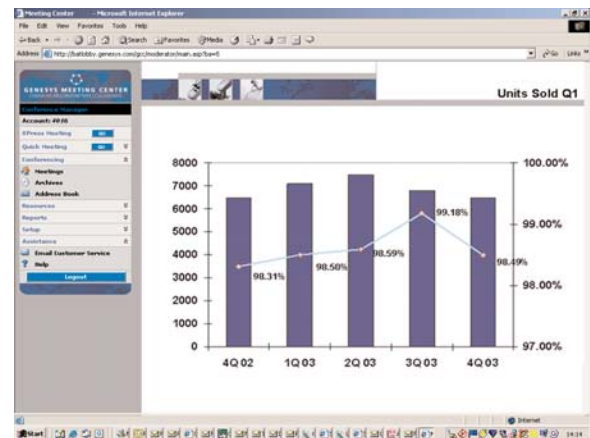 Meeting Center - Microsoft Internet Explorer
File Edit View Favorites Tools Help
Back Search Favorites Media
Address Links
GENESYS MEETING CENTER
Units Sold Q1
Conference Manager
Meeting
Quick Meeting
Conferencing
Meetings
Archives
Address Book
Resources
Reports
Setup
Assistance
Email Customer Service
Help
Logout
8000
7000
6000
5000
4000
3000
2000
1000
0
100.00%
99.00%
98.00%
97.00%
98.31%
98.50%
98.59%
99.18%
98.49%
4Q 02 1Q 03 2Q 03 3Q 03 4Q 03
Internet
Start 14:14